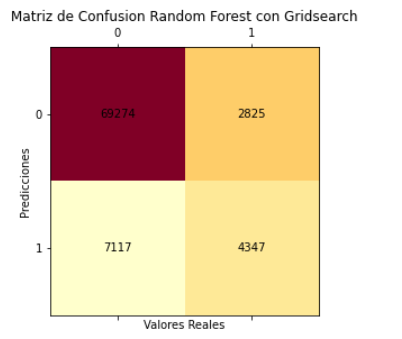 Matriz de Confusion Random Forest con Gridsearch
0 1
0 69274 2825
Predicciones
1 7117 4347
Valores Reales